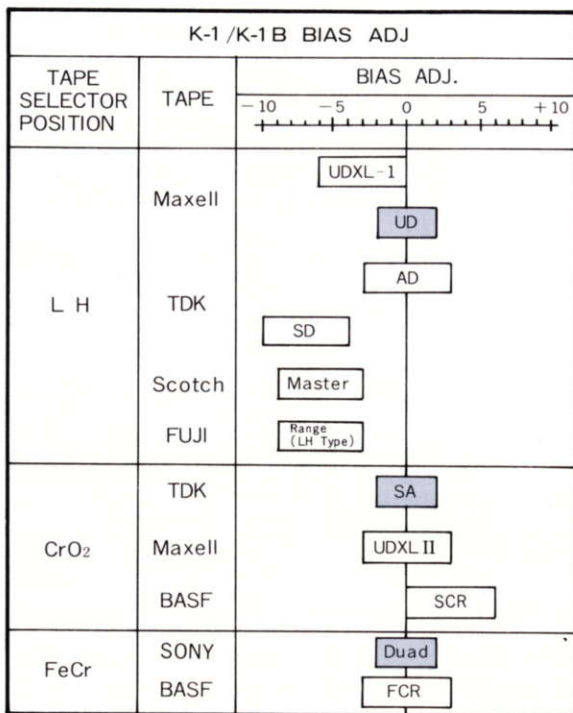 K-1/K-1B BIAS ADJ
TAPE
SELECTOR
POSITION
TAPE
BIAS ADJ.
-10 -5 0 5 +10
L H
Maxell
UDXL-1
UD
TDK
AD
SD
Scotch
Master
FUJI
Range
(LH Type)
CrO₂
TDK
SA
Maxell
UDXL II
BASF
SCR
FeCr
SONY
Duad
BASF
FCR